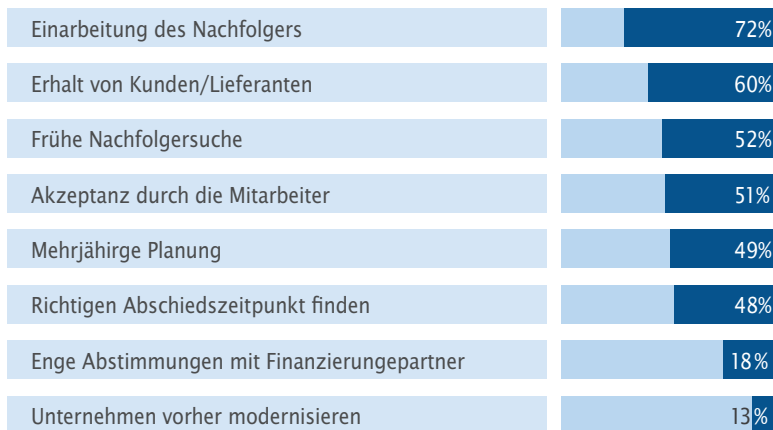 Einarbeitung des Nachfolgers 72%
Erhalt von Kunden/Lieferanten 60%
Frühe Nachfolgersuche 52%
Akzeptanz durch die Mitarbeiter 51%
Mehrjähirge Planung 49%
Richtigen Abschiedszeitpunkt finden 48%
Enge Abstimmungen mit Finanzierungepartner 18%
Unternehmen vorher modernisieren 13%